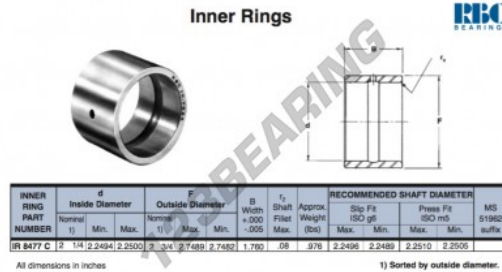 Inner Rings
RBC
BEARINGS
B
r₂
d
F
123BEARING
INNER RING PART NUMBER
d Inside Diameter
Nominal 1) Min. Max.
F Outside Diameter
Nominal 1) Max. Min.
B Width +.000 -.005
r₂ Shaft Fillet Max.
Approx. Weight (lbs)
RECOMMENDED SHAFT DIAMETER
Slip Fit ISO g6
Max. Min.
Press Fit ISO m5
Max. Min.
MS 51962 suffix
IR 8477 C 2 1/4 2.2494 2.2500 2.7489 2.7482 1.760 .08 .976 2.2496 2.2489 2.2510 2.2505
All dimensions in inches
1) Sorted by outside diameter.